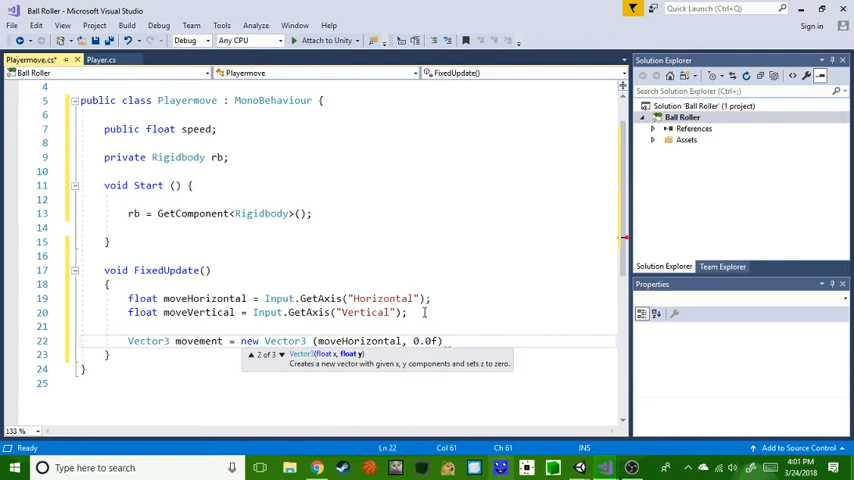 Ball Roller - Microsoft Visual Studio
Quick Launch (Ctrl+Q)
File Edit View Project Build Debug Team Tools Analyze Window Help
Sign in
Debug Any CPU Attach to Unity
Playermove.cs* Player.cs
Ball Roller Playermove FixedUpdate()
4
5 public class Playermove : MonoBehaviour {
6
7 public float speed;
8
9 private Rigidbody rb;
10
11 void Start () {
12
13 rb = GetComponent<Rigidbody>();
14
15 }
16
17 void FixedUpdate()
18 {
19 float moveHorizontal = Input.GetAxis("Horizontal");
20 float moveVertical = Input.GetAxis("Vertical");
21
22 Vector3 movement = new Vector3 (moveHorizontal, 0.0f)
23 }
24 }
25
2 of 3 Vector3(float x, float y)
Creates a new vector with given x, y components and sets z to zero.
133 %
Solution Explorer
Search Solution Explorer (Ctrl+;)
Solution 'Ball Roller' (1 project)
Ball Roller
References
Assets
Solution Explorer Team Explorer
Properties
Ready Ln 22 Col 61 Ch 61 INS Add to Source Control
Type here to search
4:01 PM
3/24/2018